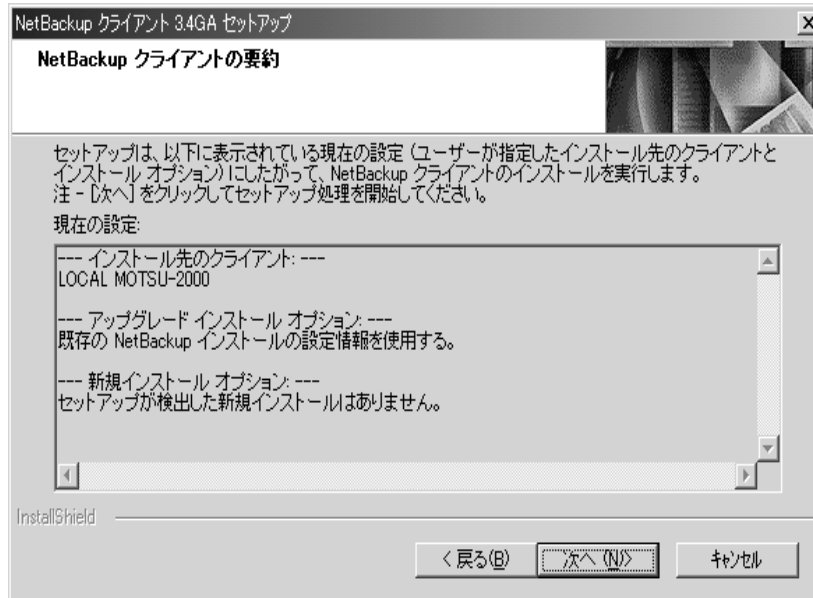 NetBackup クライアント 3.4GA セットアップ
NetBackup クライアントの要約
セットアップは、以下に表示されている現在の設定 (ユーザーが指定したインストール先のクライアントと
インストール オプション) にしたがって、NetBackup クライアントのインストールを実行します。
注 - [次へ] をクリックしてセットアップ処理を開始してください。
現在の設定:
--- インストール先のクライアント: ---
LOCAL MOTSU-2000
--- アップグレード インストール オプション: ---
既存の NetBackup インストールの設定情報を使用する。
--- 新規インストール オプション: ---
セットアップが検出した新規インストールはありません。
InstallShield
< 戻る(B)
次へ (N)>
キャンセル